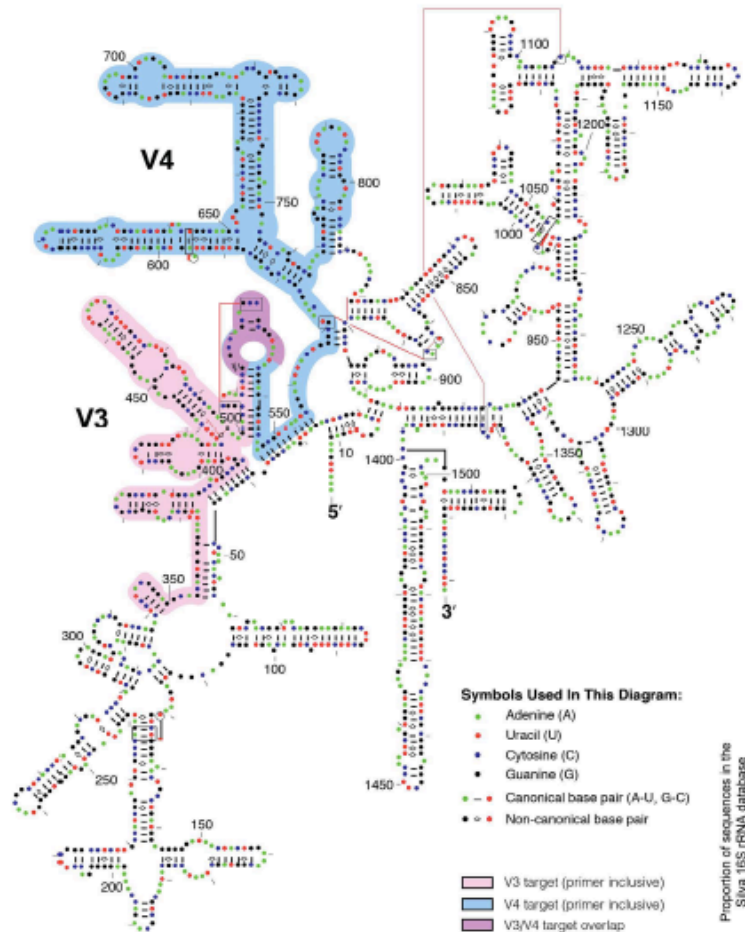 700
1100
1150
V4
1200
800
750
1050
650
1000
600
850
1250
950
450
V3
900
500
550
1300
400
10
1350
1400
1500
5'
50
350
3'
300
100
Symbols Used In This Diagram:
Adenine (A)
Uracil (U)
Cytosine (C)
250
Guanine (G)
1450
Canonical base pair (A-U, G-C)
Non-canonical base pair
150
200
V3 target (primer inclusive)
V4 target (primer inclusive)
V3/V4 target overlap
Proportion of sequences in the
Silva 16S rRNA database